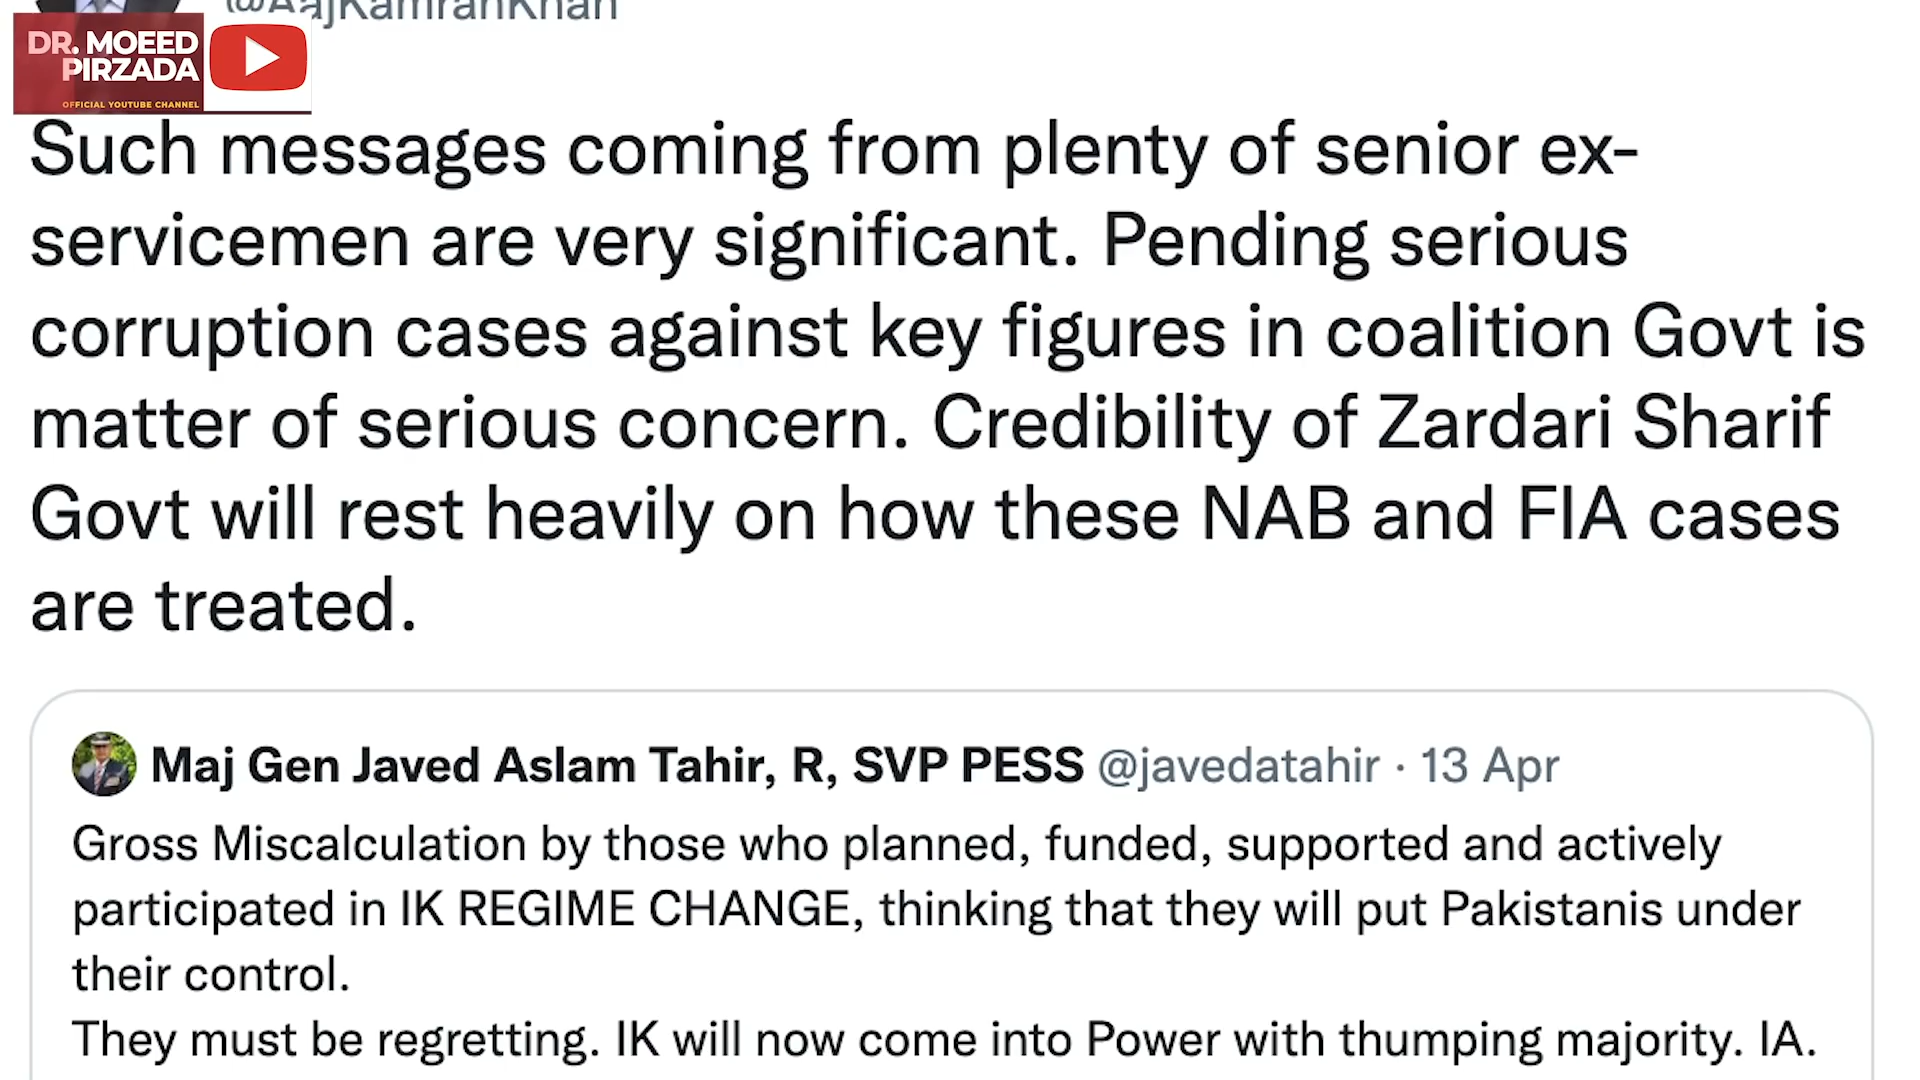 @AajKamranKhan
DR. MOEED
PIRZADA
OFFICIAL YOUTUBE CHANNEL
Such messages coming from plenty of senior ex-
servicemen are very significant. Pending serious
corruption cases against key figures in coalition Govt is
matter of serious concern. Credibility of Zardari Sharif
Govt will rest heavily on how these NAB and FIA cases
are treated.
Maj Gen Javed Aslam Tahir, R, SVP PESS @javedatahir · 13 Apr
Gross Miscalculation by those who planned, funded, supported and actively
participated in IK REGIME CHANGE, thinking that they will put Pakistanis under
their control.
They must be regretting. IK will now come into Power with thumping majority. IA.